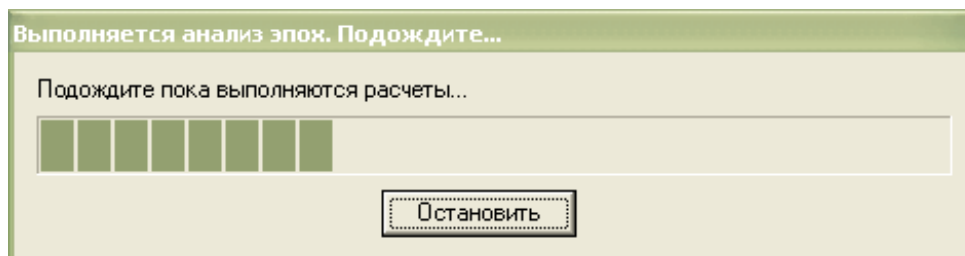 Выполняется анализ эпох. Подождите...
Подождите пока выполняются расчеты...
Остановить